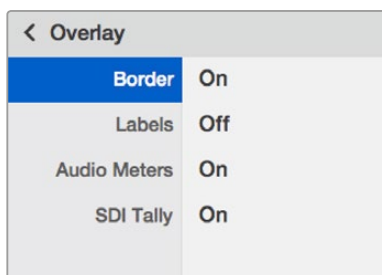 < Overlay
Border On
Labels Off
Audio Meters On
SDI Tally On